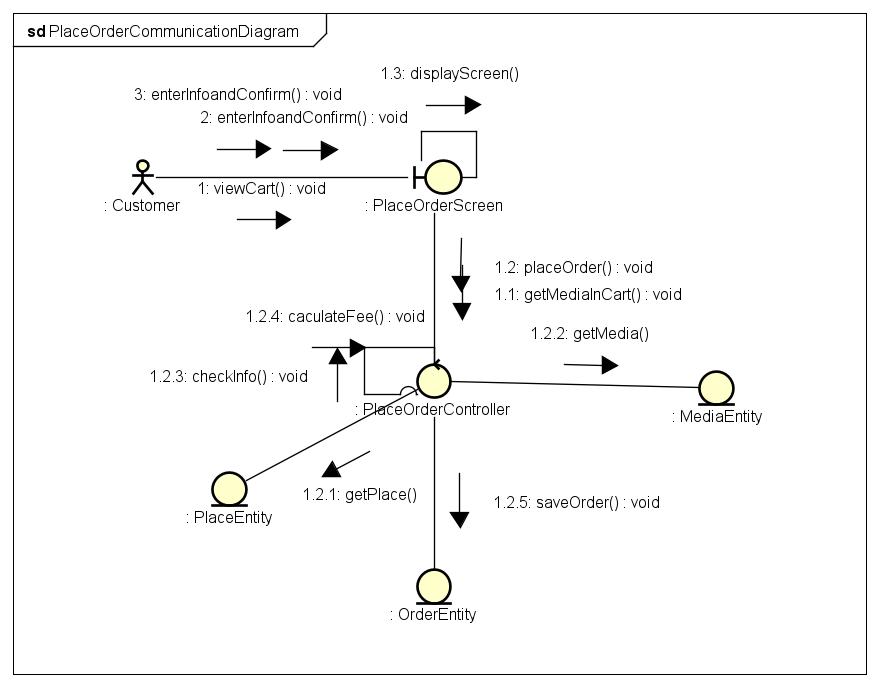 sd PlaceOrderCommunicationDiagram
1.3: displayScreen()
3: enterInfoandConfirm() : void
2: enterInfoandConfirm() : void
1: viewCart() : void
: Customer
: PlaceOrderScreen
1.2: placeOrder() : void
1.1: getMediaInCart() : void
1.2.4: caculateFee() : void
1.2.2: getMedia()
1.2.3: checkInfo() : void
: PlaceOrderController
: MediaEntity
1.2.1: getPlace()
1.2.5: saveOrder() : void
: PlaceEntity
: OrderEntity